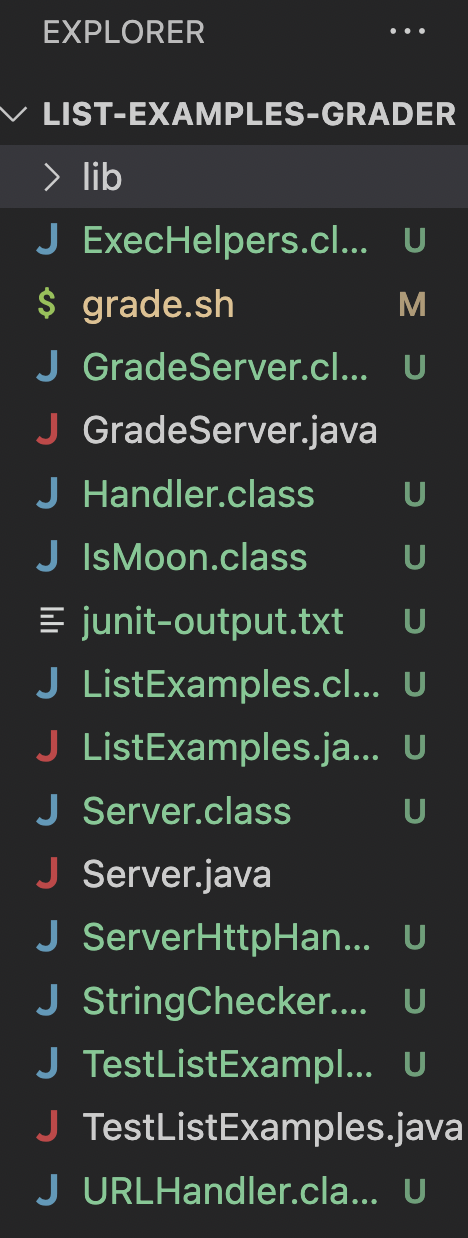 EXPLORER ...
LIST-EXAMPLES-GRADER
lib
ExecHelpers.cl... U
$ grade.sh M
GradeServer.cl... U
GradeServer.java
Handler.class U
IsMoon.class U
junit-output.txt U
ListExamples.cl... U
ListExamples.ja... U
Server.class U
Server.java
ServerHttpHan... U
StringChecker.... U
TestListExampl... U
TestListExamples.java
URLHandler.cla... U